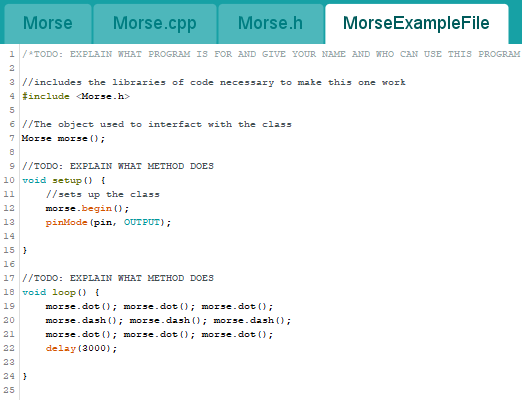 Morse Morse.cpp Morse.h MorseExampleFile
1 /*TODO: EXPLAIN WHAT PROGRAM IS FOR AND GIVE YOUR NAME AND WHO CAN USE THIS PROGRAM
2
3 //includes the libraries of code necessary to make this one work
4 #include <Morse.h>
5
6 //The object used to interfact with the class
7 Morse morse();
8
9 //TODO: EXPLAIN WHAT METHOD DOES
10 void setup() {
11 //sets up the class
12 morse.begin();
13 pinMode(pin, OUTPUT);
14
15 }
16
17 //TODO: EXPLAIN WHAT METHOD DOES
18 void loop() {
19 morse.dot(); morse.dot(); morse.dot();
20 morse.dash(); morse.dash(); morse.dash();
21 morse.dot(); morse.dot(); morse.dot();
22 delay(3000);
23
24 }
25